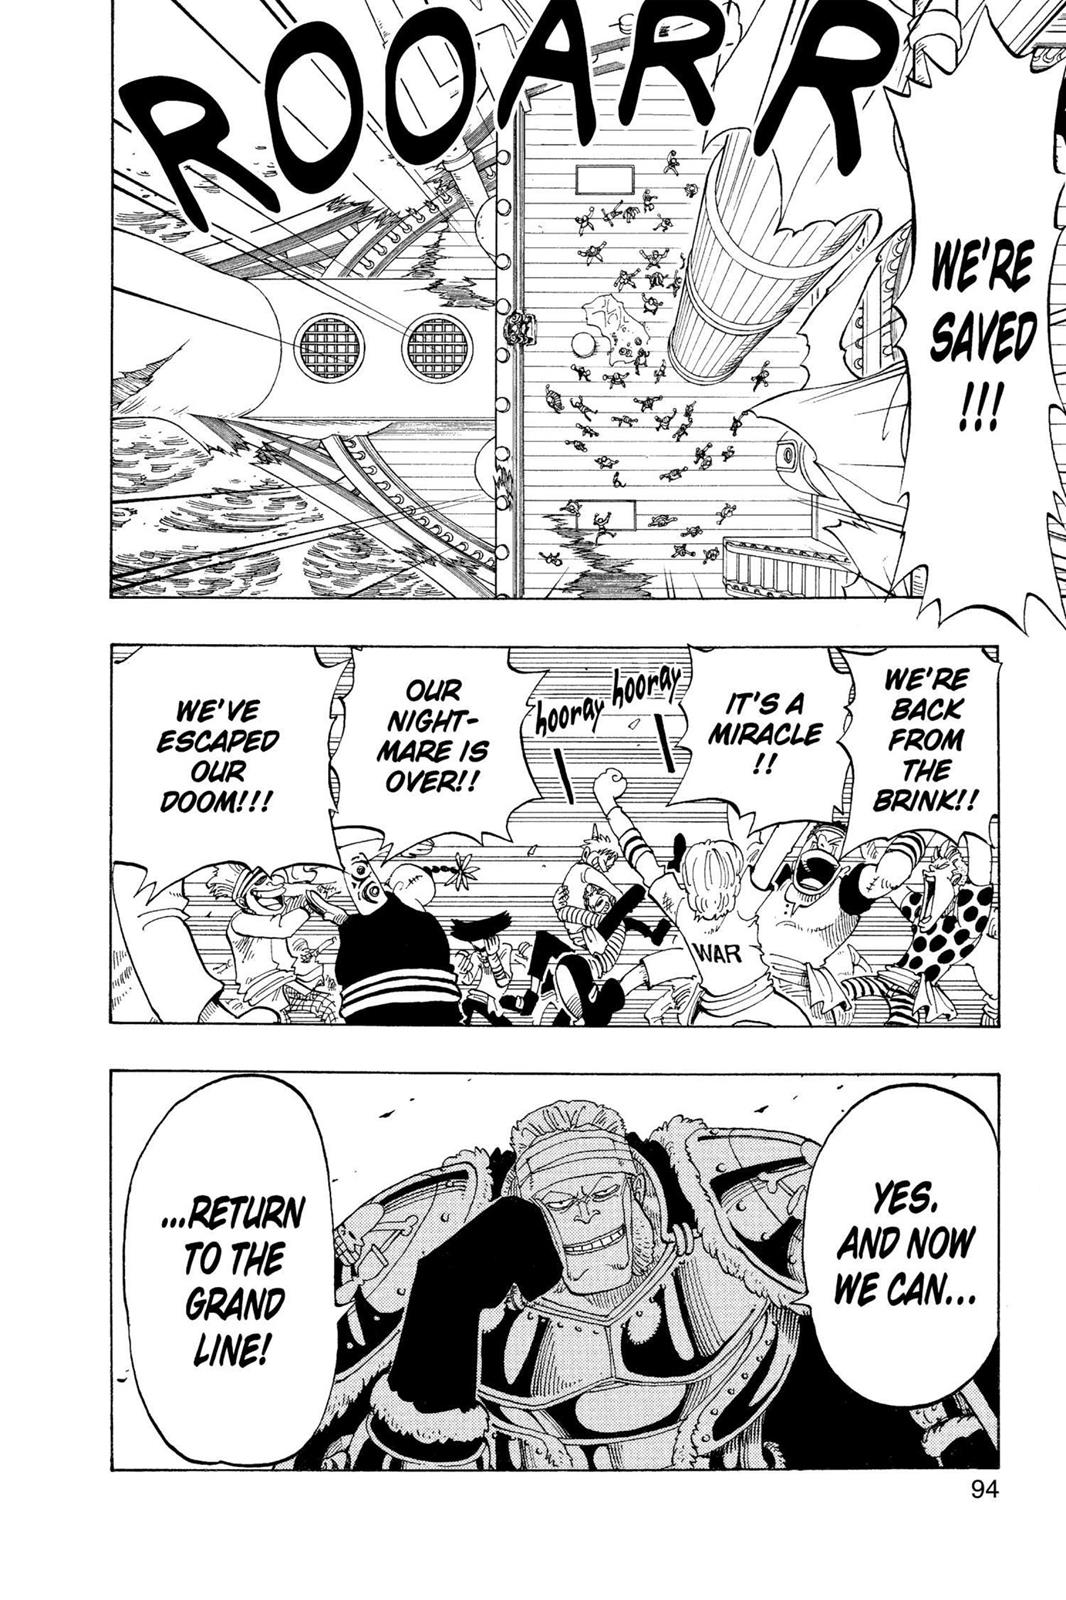 ROOARR
WE'RE
SAVED
!!!
WE'RE
BACK
FROM
THE
BRINK!!
IT'S A
MIRACLE
!!
hooray hooray
OUR
NIGHT-
MARE IS
OVER!!
WE'VE
ESCAPED
OUR
DOOM!!!
WAR
YES.
AND NOW
WE CAN...
...RETURN
TO THE
GRAND
LINE!
94